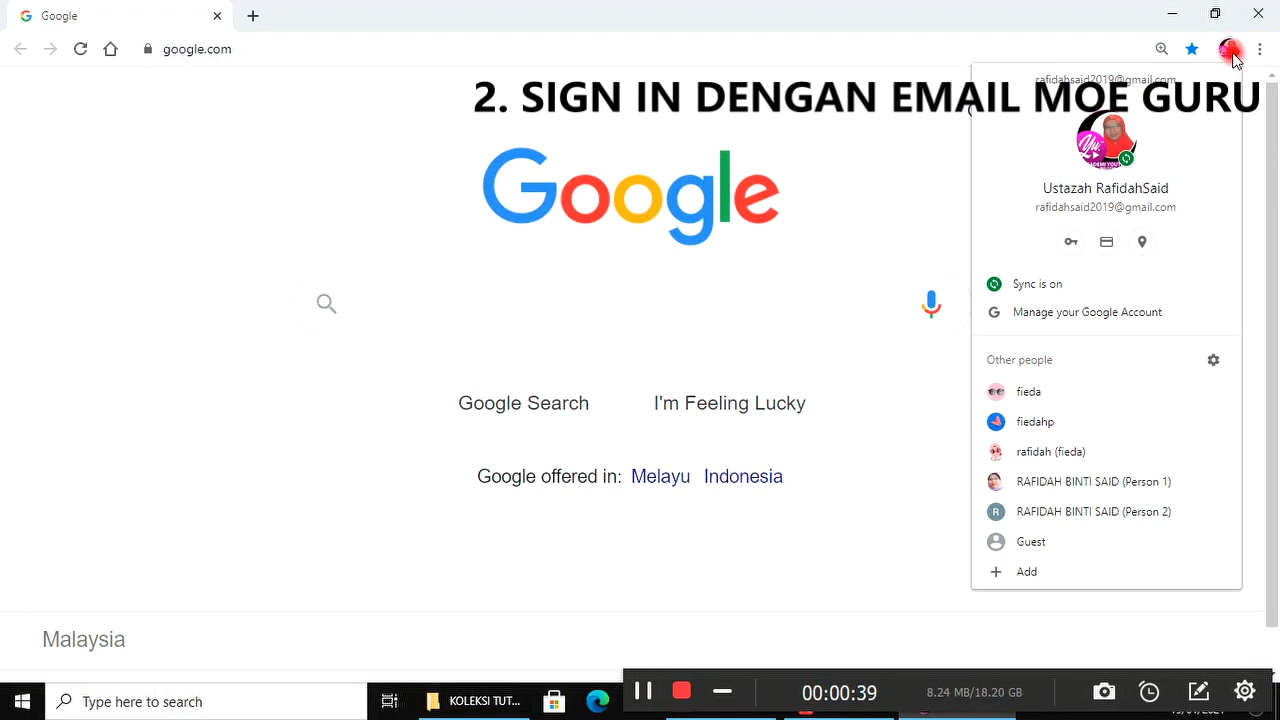 Google
google.com
2. SIGN IN DENGAN EMAIL MOE GURU
rafidahsaid2019@gmail.com
Google
Ustazah RafidahSaid
rafidahsaid2019@gmail.com
Sync is on
Manage your Google Account
Other people
fieda
fiedahp
rafidah (fieda)
RAFIDAH BINTI SAID (Person 1)
RAFIDAH BINTI SAID (Person 2)
R
Guest
Add
Google Search
I'm Feeling Lucky
Google offered in: Melayu Indonesia
Malaysia
Type here to search
KOLEKSI TUT...
00:00:39
8.24 MB/18.20 GB